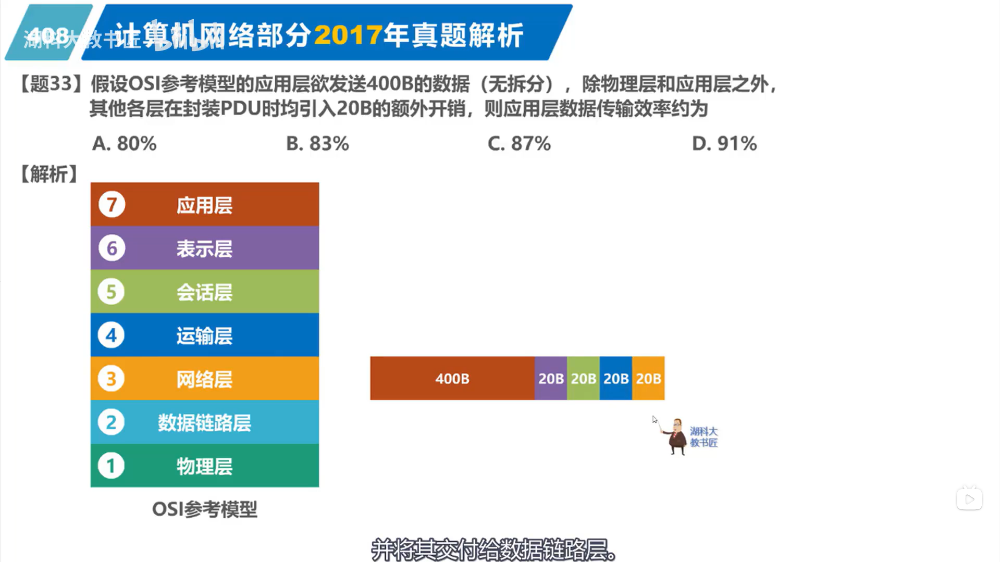 408 计算机网络部分2017年真题解析
湖科大教书匠 bilibili
【题33】假设OSI参考模型的应用层欲发送400B的数据（无拆分），除物理层和应用层之外，
其他各层在封装PDU时均引入20B的额外开销，则应用层数据传输效率约为
A. 80% B. 83% C. 87% D. 91%
【解析】
7 应用层
6 表示层
5 会话层
4 运输层
3 网络层
400B 20B 20B 20B 20B
2 数据链路层
湖科大
教书匠
1 物理层
OSI参考模型
并将其交付给数据链路层。